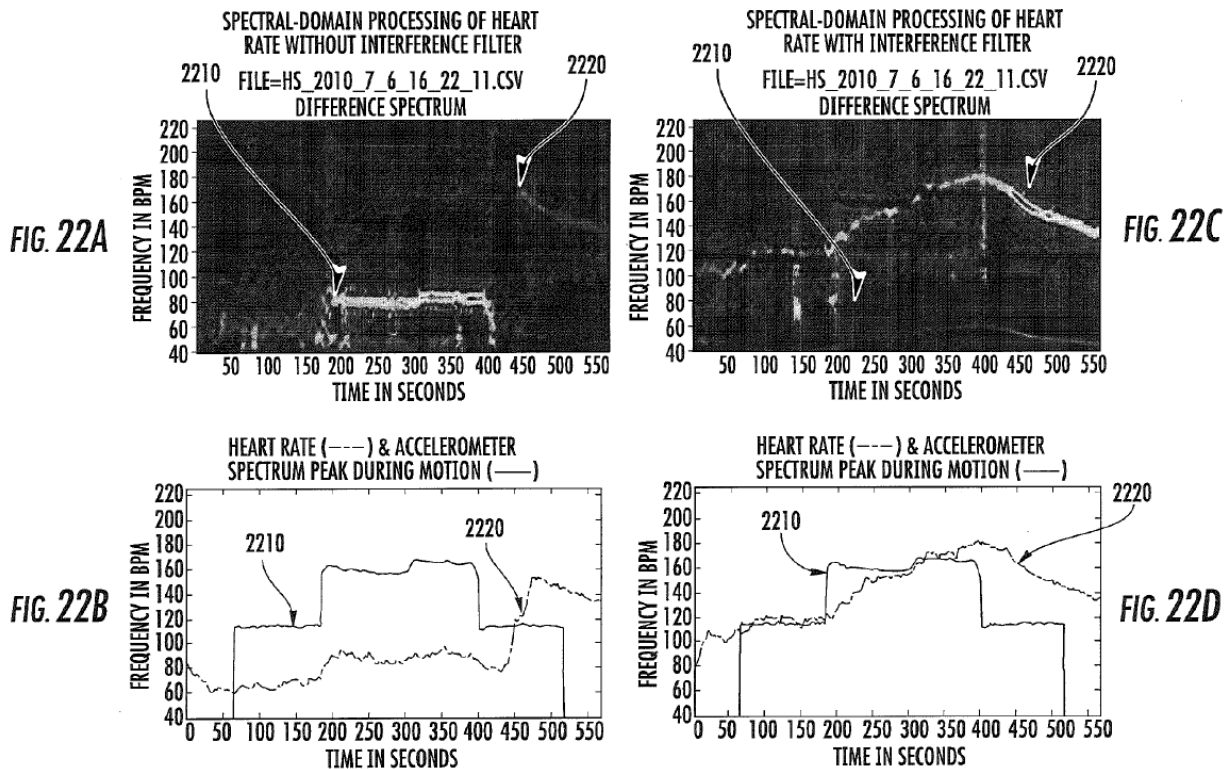 SPECTRAL-DOMAIN PROCESSING OF HEART
RATE WITHOUT INTERFERENCE FILTER
FILE=HS_2010_7_6_16_22_11.CSV
DIFFERENCE SPECTRUM
2210
2220
FREQUENCY IN BPM
220
200
180
160
140
120
100
80
60
40
50 100 150 200 250 300 350 400 450 500 550
TIME IN SECONDS
FIG. 22A
SPECTRAL-DOMAIN PROCESSING OF HEART
RATE WITH INTERFERENCE FILTER
FILE=HS_2010_7_6_16_22_11.CSV
DIFFERENCE SPECTRUM
2210
2220
FREQUENCY IN BPM
220
200
180
160
140
120
100
80
60
40
50 100 150 200 250 300 350 400 450 500 550
TIME IN SECONDS
FIG. 22C
HEART RATE (—-—) & ACCELEROMETER
SPECTRUM PEAK DURING MOTION (——)
2210
2220
FREQUENCY IN BPM
220
200
180
160
140
120
100
80
60
40
0 50 100 150 200 250 300 350 400 450 500 550
TIME IN SECONDS
FIG. 22B
HEART RATE (—-—) & ACCELEROMETER
SPECTRUM PEAK DURING MOTION (——)
2210
2220
FREQUENCY IN BPM
220
200
180
160
140
120
100
80
60
40
0 50 100 150 200 250 300 350 400 450 500 550
TIME IN SECONDS
FIG. 22D